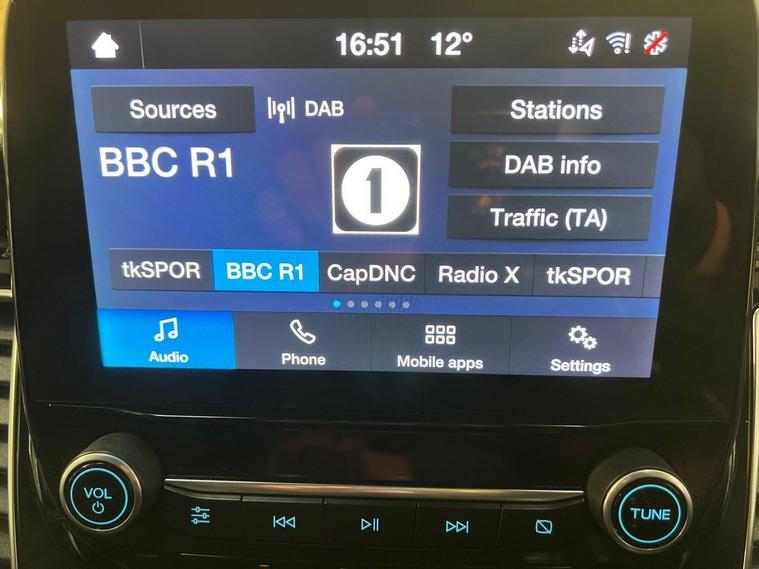 16:51 12°
Sources DAB Stations
BBC R1
1
DAB info
Traffic (TA)
tkSPOR BBC R1 CapDNC Radio X tkSPOR
Audio Phone Mobile apps Settings
VOL
TUNE